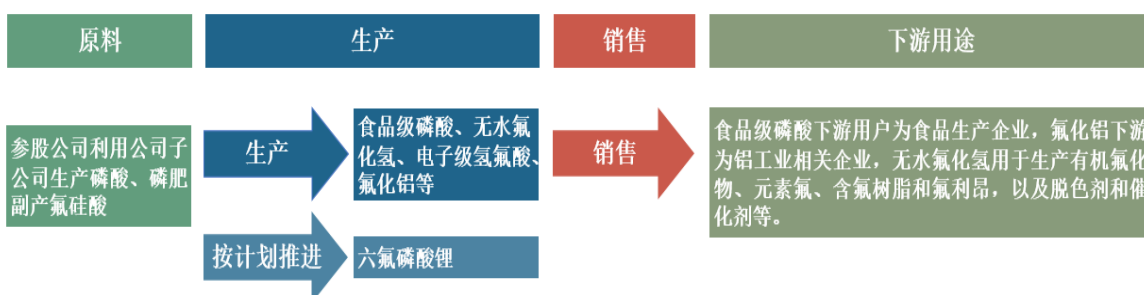 原料
生产
销售
下游用途
参股公司利用公司子
公司生产磷酸、磷肥
副产氟硅酸
生产
食品级磷酸、无水氟
化氢、电子级氢氟酸、
氟化铝等
销售
食品级磷酸下游用户为食品生产企业，氟化铝下游
为铝工业相关企业，无水氟化氢用于生产有机氟化
物、元素氟、含氟树脂和氟利昂，以及脱色剂和催
化剂等。
按计划推进
六氟磷酸锂